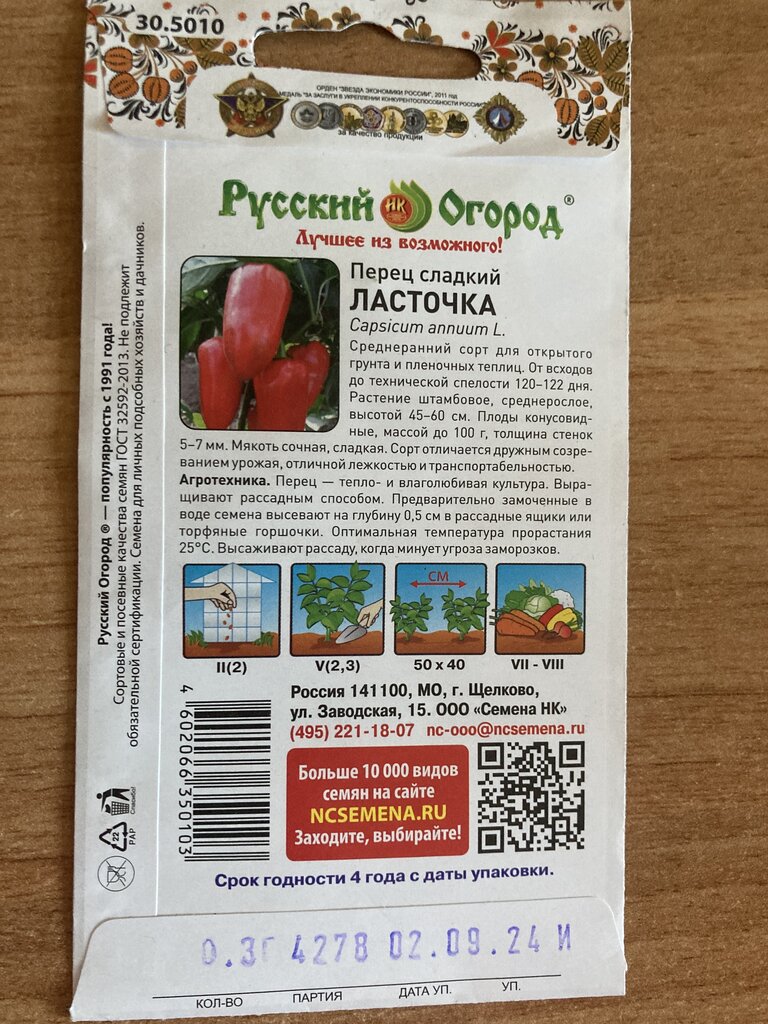 30.5010
ОРДЕН "ЗВЕЗДА ЭКОНОМИКИ РОССИИ", 2011 год
МЕДАЛЬ "ЗА ЗАСЛУГИ В УКРЕПЛЕНИИ КОНКУРЕНТОСПОСОБНОСТИ РОССИИ"
за качество продукции
Русский НК Огород®
Лучшее из возможного!
Перец сладкий
ЛАСТОЧКА
Capsicum annuum L.
Среднеранний сорт для открытого
грунта и пленочных теплиц. От всходов
до технической спелости 120–122 дня.
Растение штамбовое, среднерослое,
высотой 45–60 см. Плоды конусовид-
ные, массой до 100 г, толщина стенок
5–7 мм. Мякоть сочная, сладкая. Сорт отличается дружным созре-
ванием урожая, отличной лежкостью и транспортабельностью.
Агротехника. Перец — тепло- и влаголюбивая культура. Выра-
щивают рассадным способом. Предварительно замоченные в
воде семена высевают на глубину 0,5 см в рассадные ящики или
торфяные горшочки. Оптимальная температура прорастания
25°С. Высаживают рассаду, когда минует угроза заморозков.
СМ
II(2)
V(2,3)
50 x 40
VII - VIII
Россия 141100, МО, г. Щелково,
ул. Заводская, 15. ООО «Семена НК»
(495) 221-18-07 nc-ooo@ncsemena.ru
4 602066 350103
Больше 10 000 видов
семян на сайте
NCSEMENA.RU
Заходите, выбирайте!
Срок годности 4 года с даты упаковки.
0.3Г 4278 02.09.24 И
КОЛ-ВО ПАРТИЯ ДАТА УП. УП.
Русский Огород ® — популярность с 1991 года!
Сортовые и посевные качества семян ГОСТ 32592-2013. Не подлежит
обязательной сертификации. Семена для личных подсобных хозяйств и дачников.
Спасибо!
22
PAP